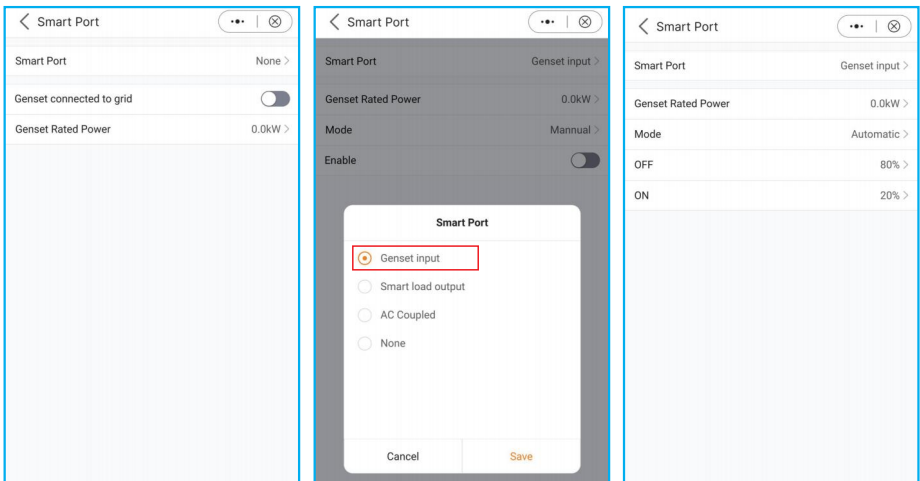 Smart Port
Smart Port None
Genset connected to grid
Genset Rated Power 0.0kW
Smart Port
Smart Port Genset input
Genset Rated Power 0.0kW
Mode Mannual
Enable
Smart Port
Genset input
Smart load output
AC Coupled
None
Cancel Save
Smart Port
Smart Port Genset input
Genset Rated Power 0.0kW
Mode Automatic
OFF 80%
ON 20%